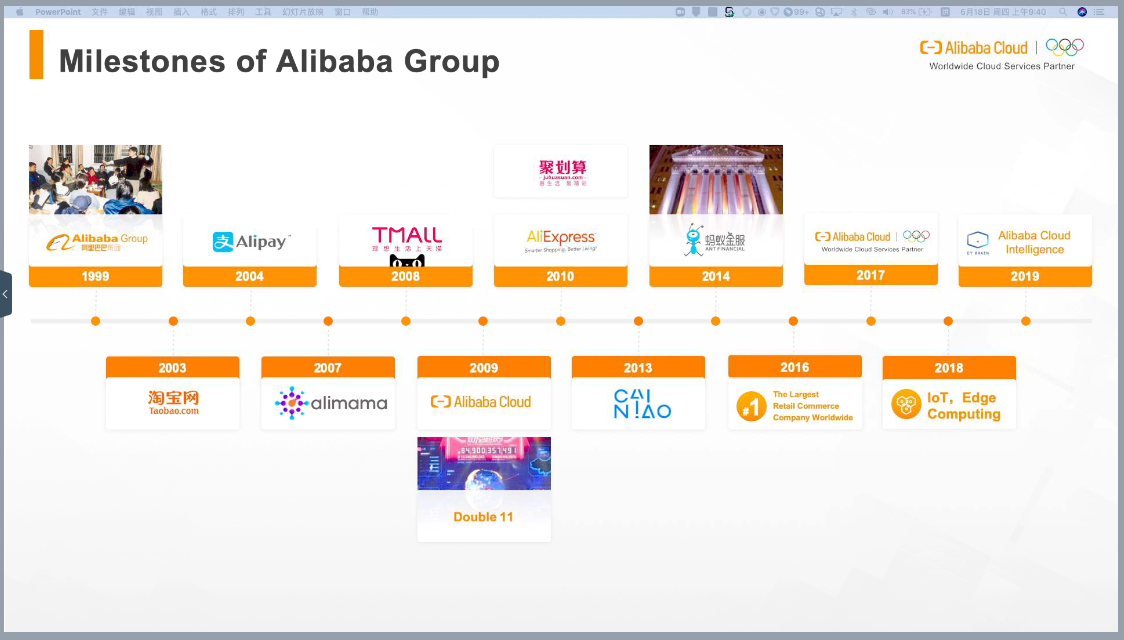 PowerPoint 文件 编辑 视图 插入 格式 排列 工具 幻灯片放映 窗口 帮助
99+ 83% 6月18日 周四 上午9:40
Milestones of Alibaba Group
Alibaba Cloud
Worldwide Cloud Services Partner
Alibaba Group
阿里巴巴集团
1999
Alipay
2004
TMALL
理想生活上天猫
2008
聚划算
juhuasuan.com
AliExpress
Smarter Shopping, Better Living!
2010
蚂蚁金服
ANT FINANCIAL
2014
Alibaba Cloud
Worldwide Cloud Services Partner
2017
ET BRAIN
Alibaba Cloud
Intelligence
2019
2003
淘宝网
Taobao.com
2007
alimama
2009
Alibaba Cloud
Double 11
2013
CAI
NIAO
2016
#1
The Largest
Retail Commerce
Company Worldwide
2018
IoT，Edge
Computing